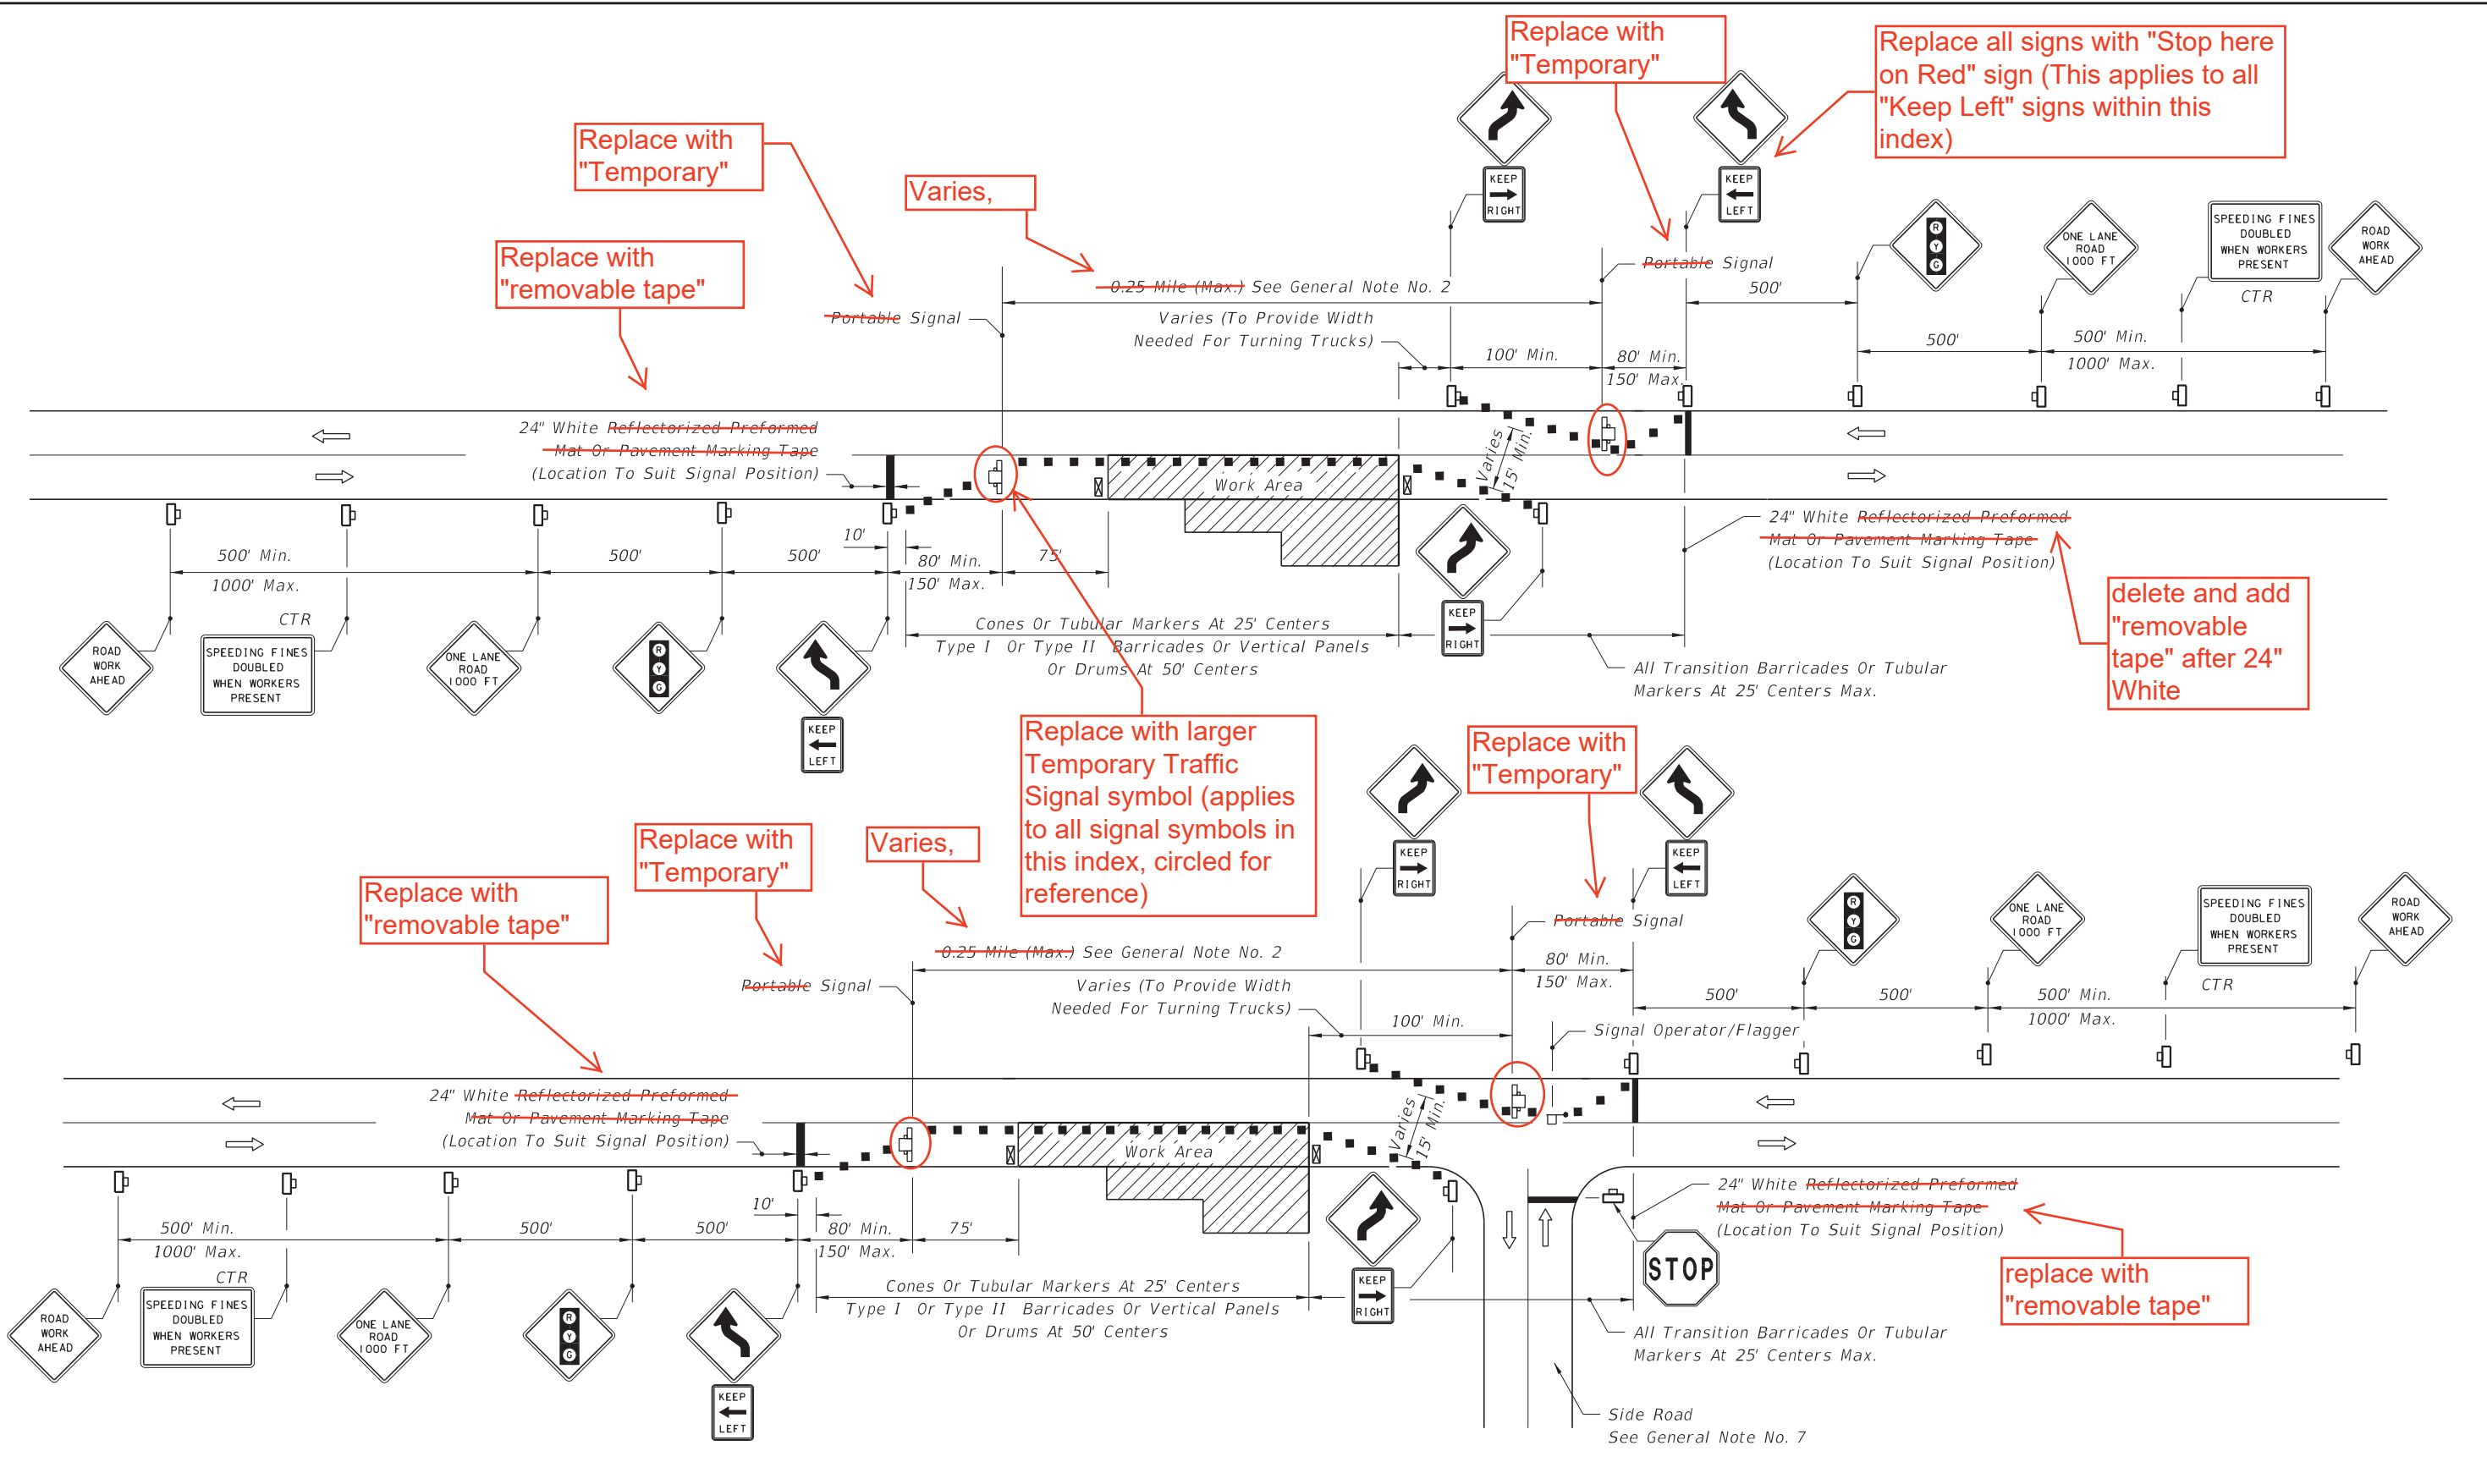 Replace with
"Temporary"
Replace all signs with "Stop here
on Red" sign (This applies to all
"Keep Left" signs within this
index)
Replace with
"Temporary"
Varies,
KEEP
RIGHT
KEEP
LEFT
Replace with
"removable tape"
R
Y
G
ONE LANE
ROAD
1000 FT
SPEEDING FINES
DOUBLED
WHEN WORKERS
PRESENT
CTR
ROAD
WORK
AHEAD
Portable Signal
0.25 Mile (Max.) See General Note No. 2
500'
Portable Signal
Varies (To Provide Width
Needed For Turning Trucks)
100' Min.
80' Min.
150' Max.
500'
500' Min.
1000' Max.
24" White Reflectorized Preformed
Mat Or Pavement Marking Tape
(Location To Suit Signal Position)
Varies
15' Min.
Work Area
24" White Reflectorized Preformed
Mat Or Pavement Marking Tape
(Location To Suit Signal Position)
10'
500' Min.
1000' Max.
500'
500'
80' Min.
150' Max.
75'
delete and add
"removable
tape" after 24"
White
CTR
ROAD
WORK
AHEAD
SPEEDING FINES
DOUBLED
WHEN WORKERS
PRESENT
ONE LANE
ROAD
1000 FT
R
Y
G
KEEP
LEFT
Cones Or Tubular Markers At 25' Centers
Type I Or Type II Barricades Or Vertical Panels
Or Drums At 50' Centers
KEEP
RIGHT
All Transition Barricades Or Tubular
Markers At 25' Centers Max.
Replace with larger
Temporary Traffic
Signal symbol (applies
to all signal symbols in
this index, circled for
reference)
Replace with
"Temporary"
Replace with
"Temporary"
Varies,
KEEP
RIGHT
KEEP
LEFT
Replace with
"removable tape"
R
Y
G
ONE LANE
ROAD
1000 FT
SPEEDING FINES
DOUBLED
WHEN WORKERS
PRESENT
CTR
ROAD
WORK
AHEAD
Portable Signal
0.25 Mile (Max.) See General Note No. 2
80' Min.
150' Max.
Portable Signal
Varies (To Provide Width
Needed For Turning Trucks)
500'
500'
500' Min.
1000' Max.
100' Min.
Signal Operator/Flagger
24" White Reflectorized Preformed
Mat Or Pavement Marking Tape
(Location To Suit Signal Position)
Varies
15' Min.
Work Area
24" White Reflectorized Preformed
Mat Or Pavement Marking Tape
(Location To Suit Signal Position)
10'
500' Min.
1000' Max.
500'
500'
80' Min.
150' Max.
75'
STOP
replace with
"removable tape"
CTR
ROAD
WORK
AHEAD
SPEEDING FINES
DOUBLED
WHEN WORKERS
PRESENT
ONE LANE
ROAD
1000 FT
R
Y
G
KEEP
LEFT
Cones Or Tubular Markers At 25' Centers
Type I Or Type II Barricades Or Vertical Panels
Or Drums At 50' Centers
KEEP
RIGHT
All Transition Barricades Or Tubular
Markers At 25' Centers Max.
Side Road
See General Note No. 7